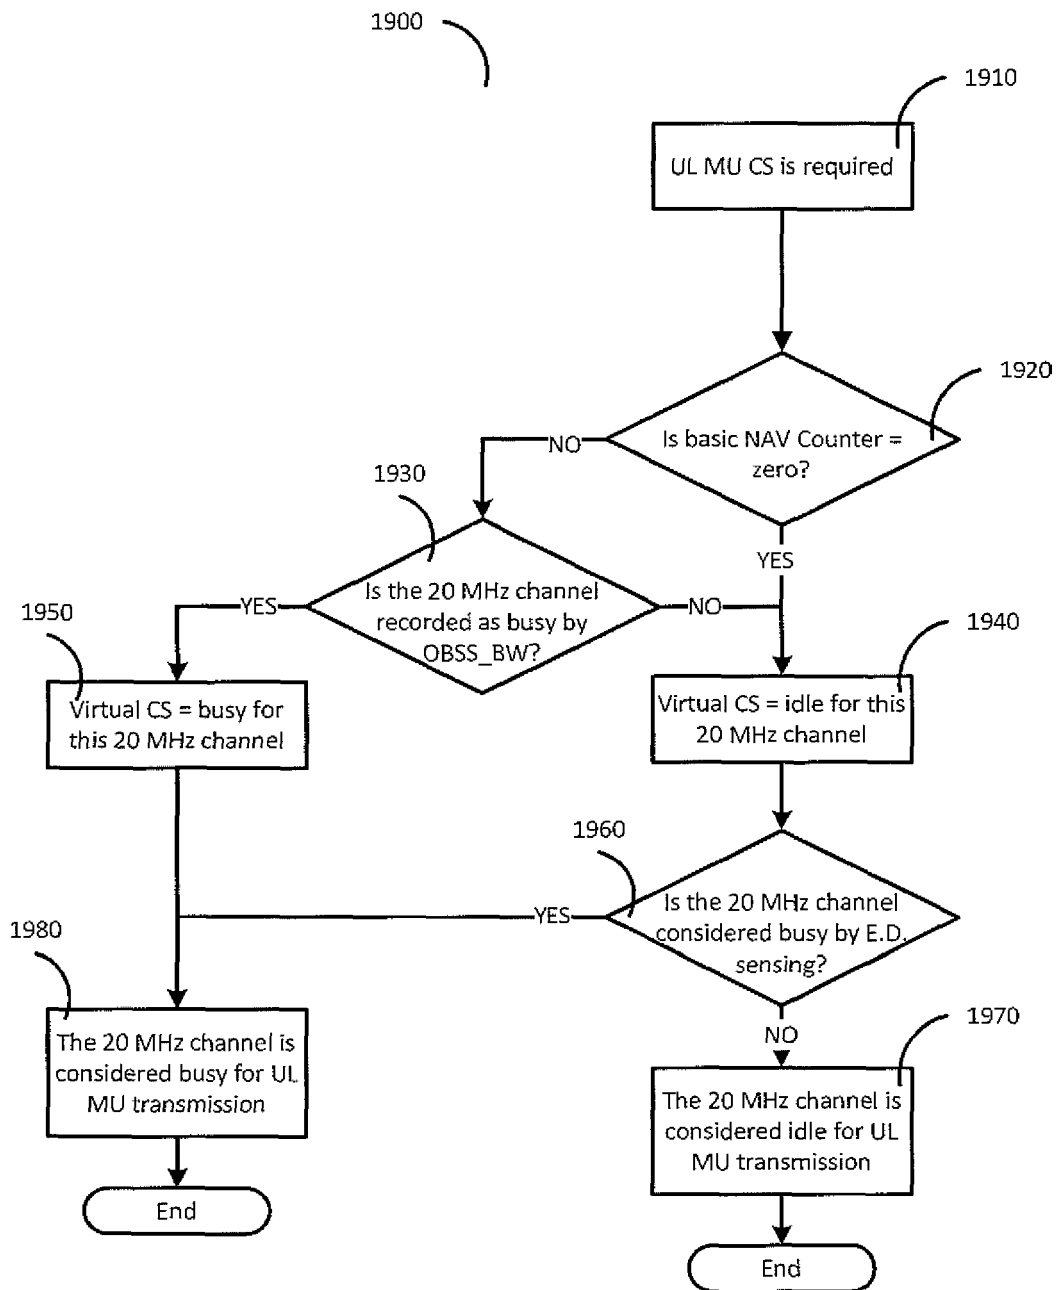 1900
1910
UL MU CS is required
1920
Is basic NAV Counter =
zero?
NO
YES
1930
Is the 20 MHz channel
recorded as busy by
OBSS_BW?
YES
NO
1950
Virtual CS = busy for
this 20 MHz channel
1940
Virtual CS = idle for this
20 MHz channel
1960
Is the 20 MHz channel
considered busy by E.D.
sensing?
YES
NO
1980
The 20 MHz channel is
considered busy for UL
MU transmission
End
1970
The 20 MHz channel is
considered idle for UL
MU transmission
End